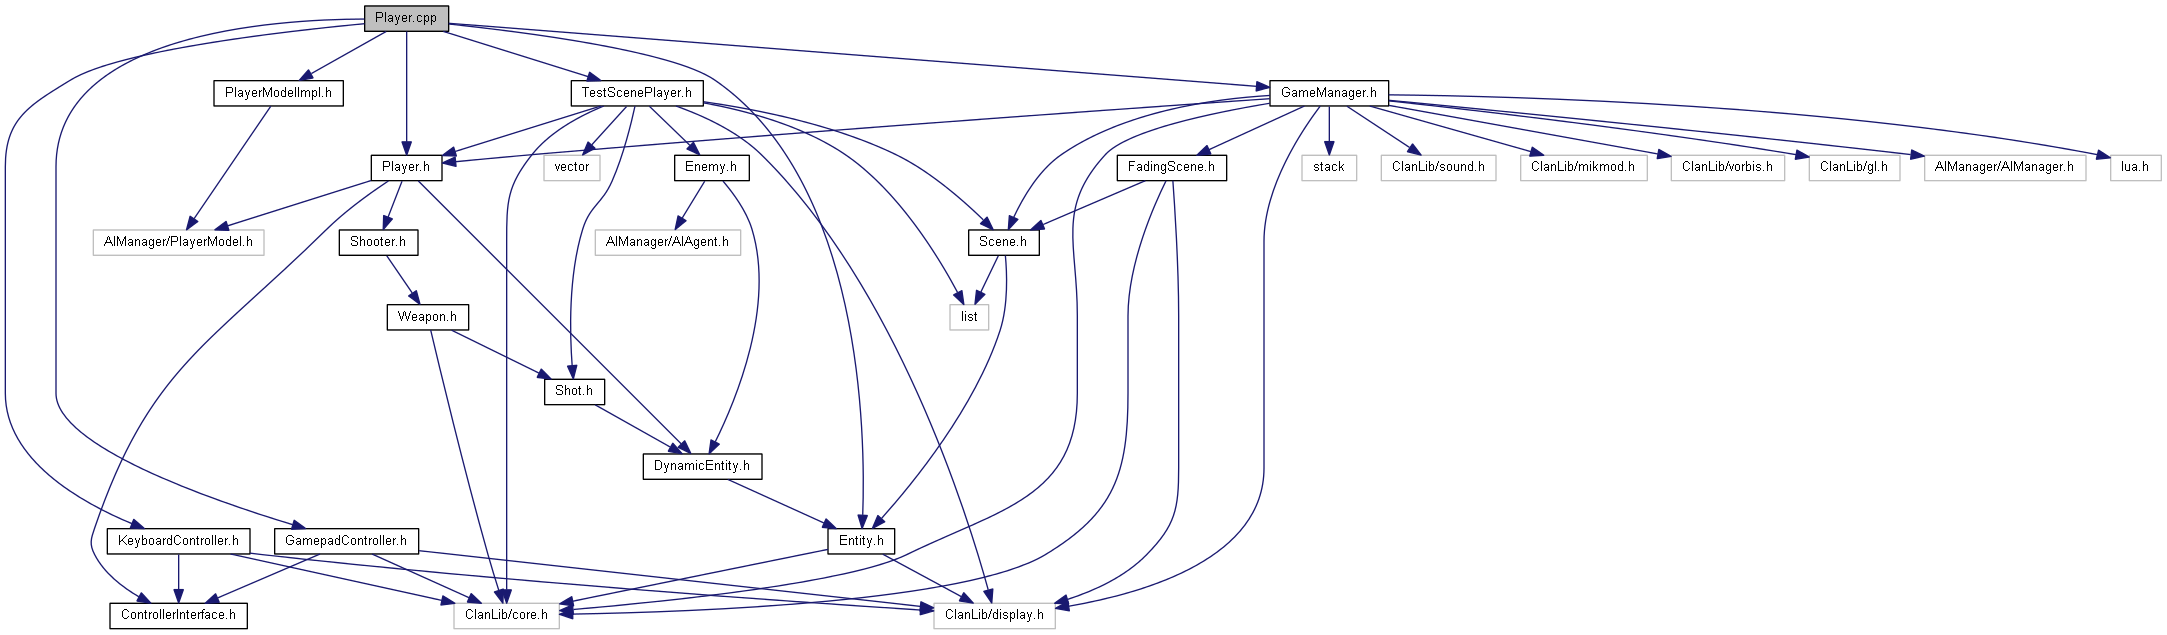 Player.cpp
PlayerModelImpl.h
TestScenePlayer.h
GameManager.h
Player.h
vector
Enemy.h
FadingScene.h
stack
ClanLib/sound.h
ClanLib/mikmod.h
ClanLib/vorbis.h
ClanLib/gl.h
AIManager/AIManager.h
lua.h
AIManager/PlayerModel.h
Shooter.h
AIManager/AIAgent.h
Scene.h
Weapon.h
list
Shot.h
DynamicEntity.h
KeyboardController.h
GamepadController.h
Entity.h
ControllerInterface.h
ClanLib/core.h
ClanLib/display.h